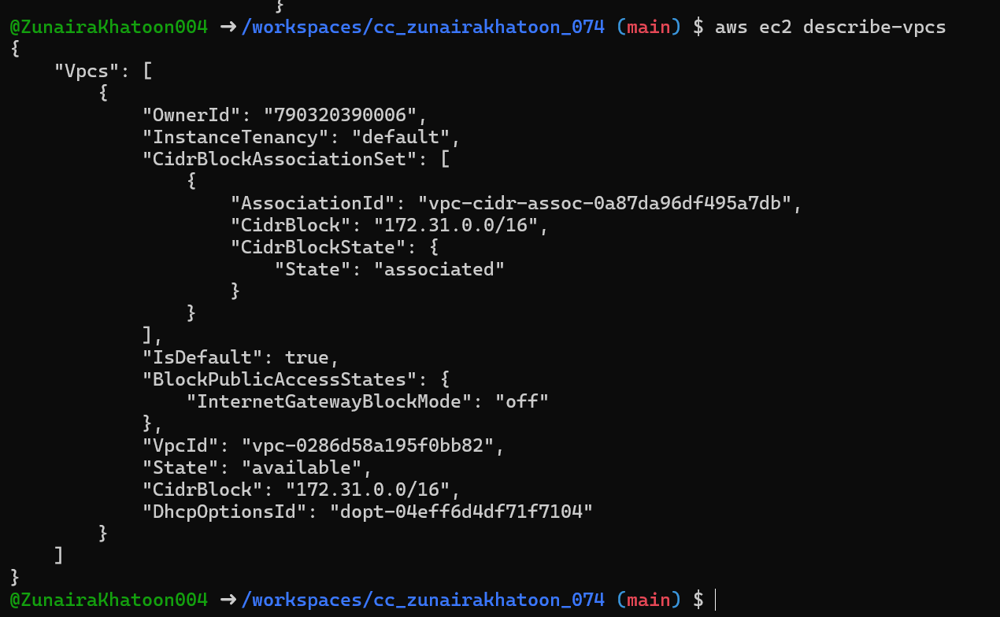 }
@ZunairaKhatoon004 ➜ /workspaces/cc_zunairakhatoon_074 (main) $ aws ec2 describe-vpcs
{
    "Vpcs": [
        {
            "OwnerId": "790320390006",
            "InstanceTenancy": "default",
            "CidrBlockAssociationSet": [
                {
                    "AssociationId": "vpc-cidr-assoc-0a87da96df495a7db",
                    "CidrBlock": "172.31.0.0/16",
                    "CidrBlockState": {
                        "State": "associated"
                    }
                }
            ],
            "IsDefault": true,
            "BlockPublicAccessStates": {
                "InternetGatewayBlockMode": "off"
            },
            "VpcId": "vpc-0286d58a195f0bb82",
            "State": "available",
            "CidrBlock": "172.31.0.0/16",
            "DhcpOptionsId": "dopt-04eff6d4df71f7104"
        }
    ]
}
@ZunairaKhatoon004 ➜ /workspaces/cc_zunairakhatoon_074 (main) $